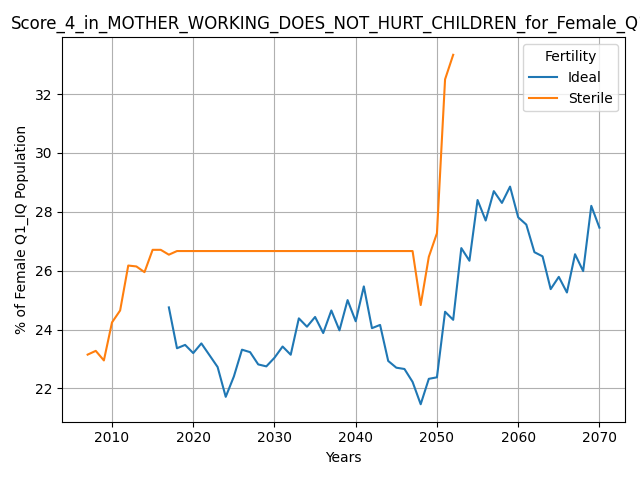 Score_4_in_MOTHER_WORKING_DOES_NOT_HURT_CHILDREN_for_Female_Q
Fertility
Ideal
Sterile
% of Female Q1_IQ Population
32
30
28
26
24
22
2010 2020 2030 2040 2050 2060 2070
Years